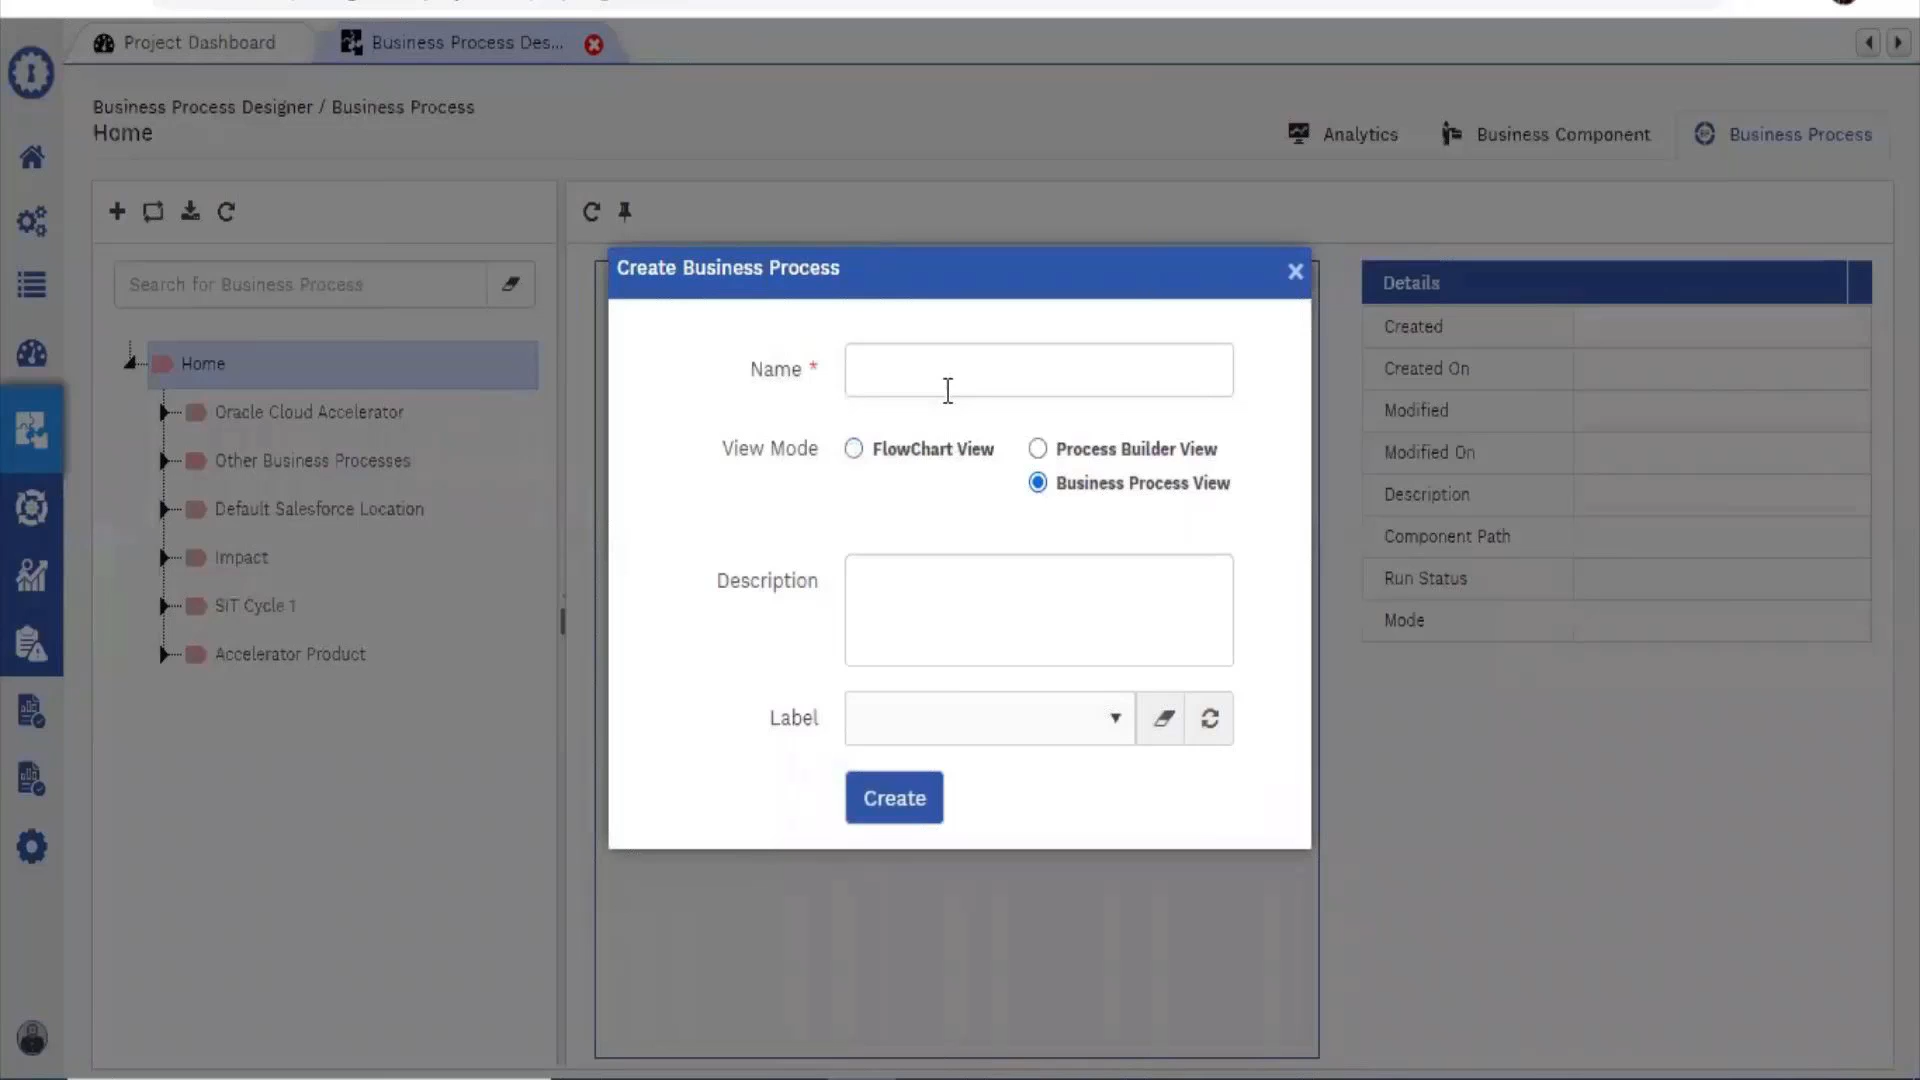 Project Dashboard
Business Process Des...
Business Process Designer / Business Process
Home
Analytics
Business Component
Business Process
Search for Business Process
Home
Oracle Cloud Accelerator
Other Business Processes
Default Salesforce Location
Impact
SIT Cycle 1
Accelerator Product
Create Business Process
Name *
View Mode
FlowChart View
Process Builder View
Business Process View
Description
Label
Create
Details
Created
Created On
Modified
Modified On
Description
Component Path
Run Status
Mode